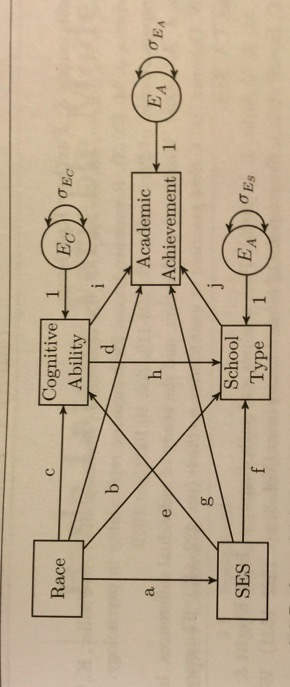 Race
SES
Cognitive
Ability
School
Type
Academic
Achievement
E_C
σ_{E_C}
E_A
σ_{E_A}
E_A
σ_{E_S}
1
1
1
a
b
c
d
e
f
g
h
i
j